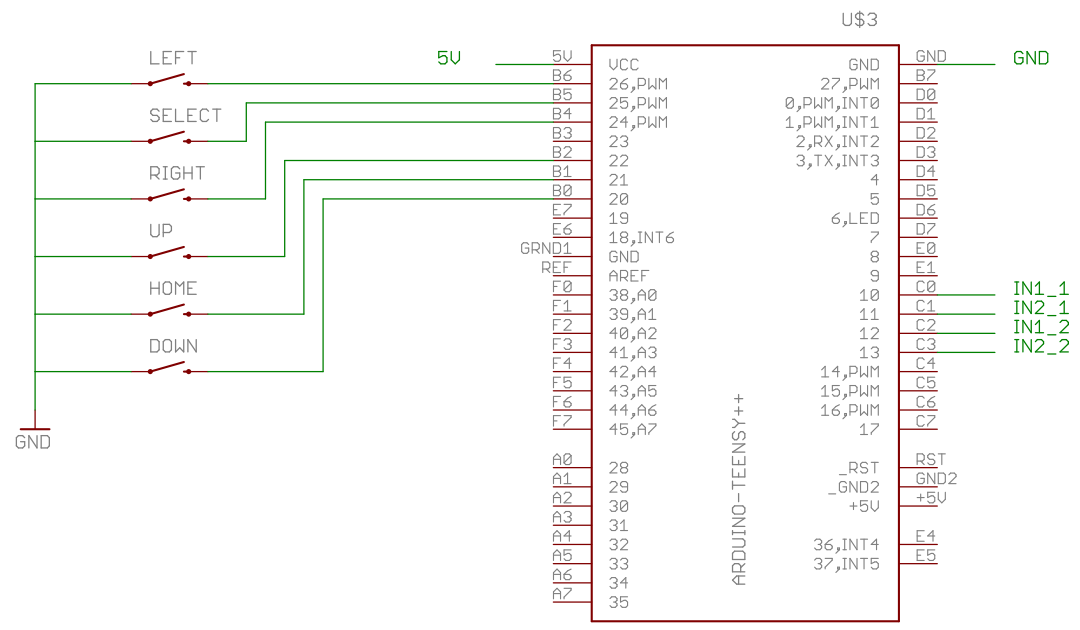 U$3
LEFT
SELECT
RIGHT
UP
HOME
DOWN
GND
5V
5V
B6
B5
B4
B3
B2
B1
B0
E7
E6
GRND1
REF
F0
F1
F2
F3
F4
F5
F6
F7
A0
A1
A2
A3
A4
A5
A6
A7
VCC
26,PWM
25,PWM
24,PWM
23
22
21
20
19
18,INT6
GND
AREF
38,A0
39,A1
40,A2
41,A3
42,A4
43,A5
44,A6
45,A7
28
29
30
31
32
33
34
35
ARDUINO-TEENSY++
GND
27,PWM
0,PWM,INT0
1,PWM,INT1
2,RX,INT2
3,TX,INT3
4
5
6,LED
7
8
9
10
11
12
13
14,PWM
15,PWM
16,PWM
17
_RST
_GND2
+5V
36,INT4
37,INT5
GND
B7
D0
D1
D2
D3
D4
D5
D6
D7
E0
E1
C0
C1
C2
C3
C4
C5
C6
C7
RST
GND2
+5V
E4
E5
GND
IN1_1
IN2_1
IN1_2
IN2_2